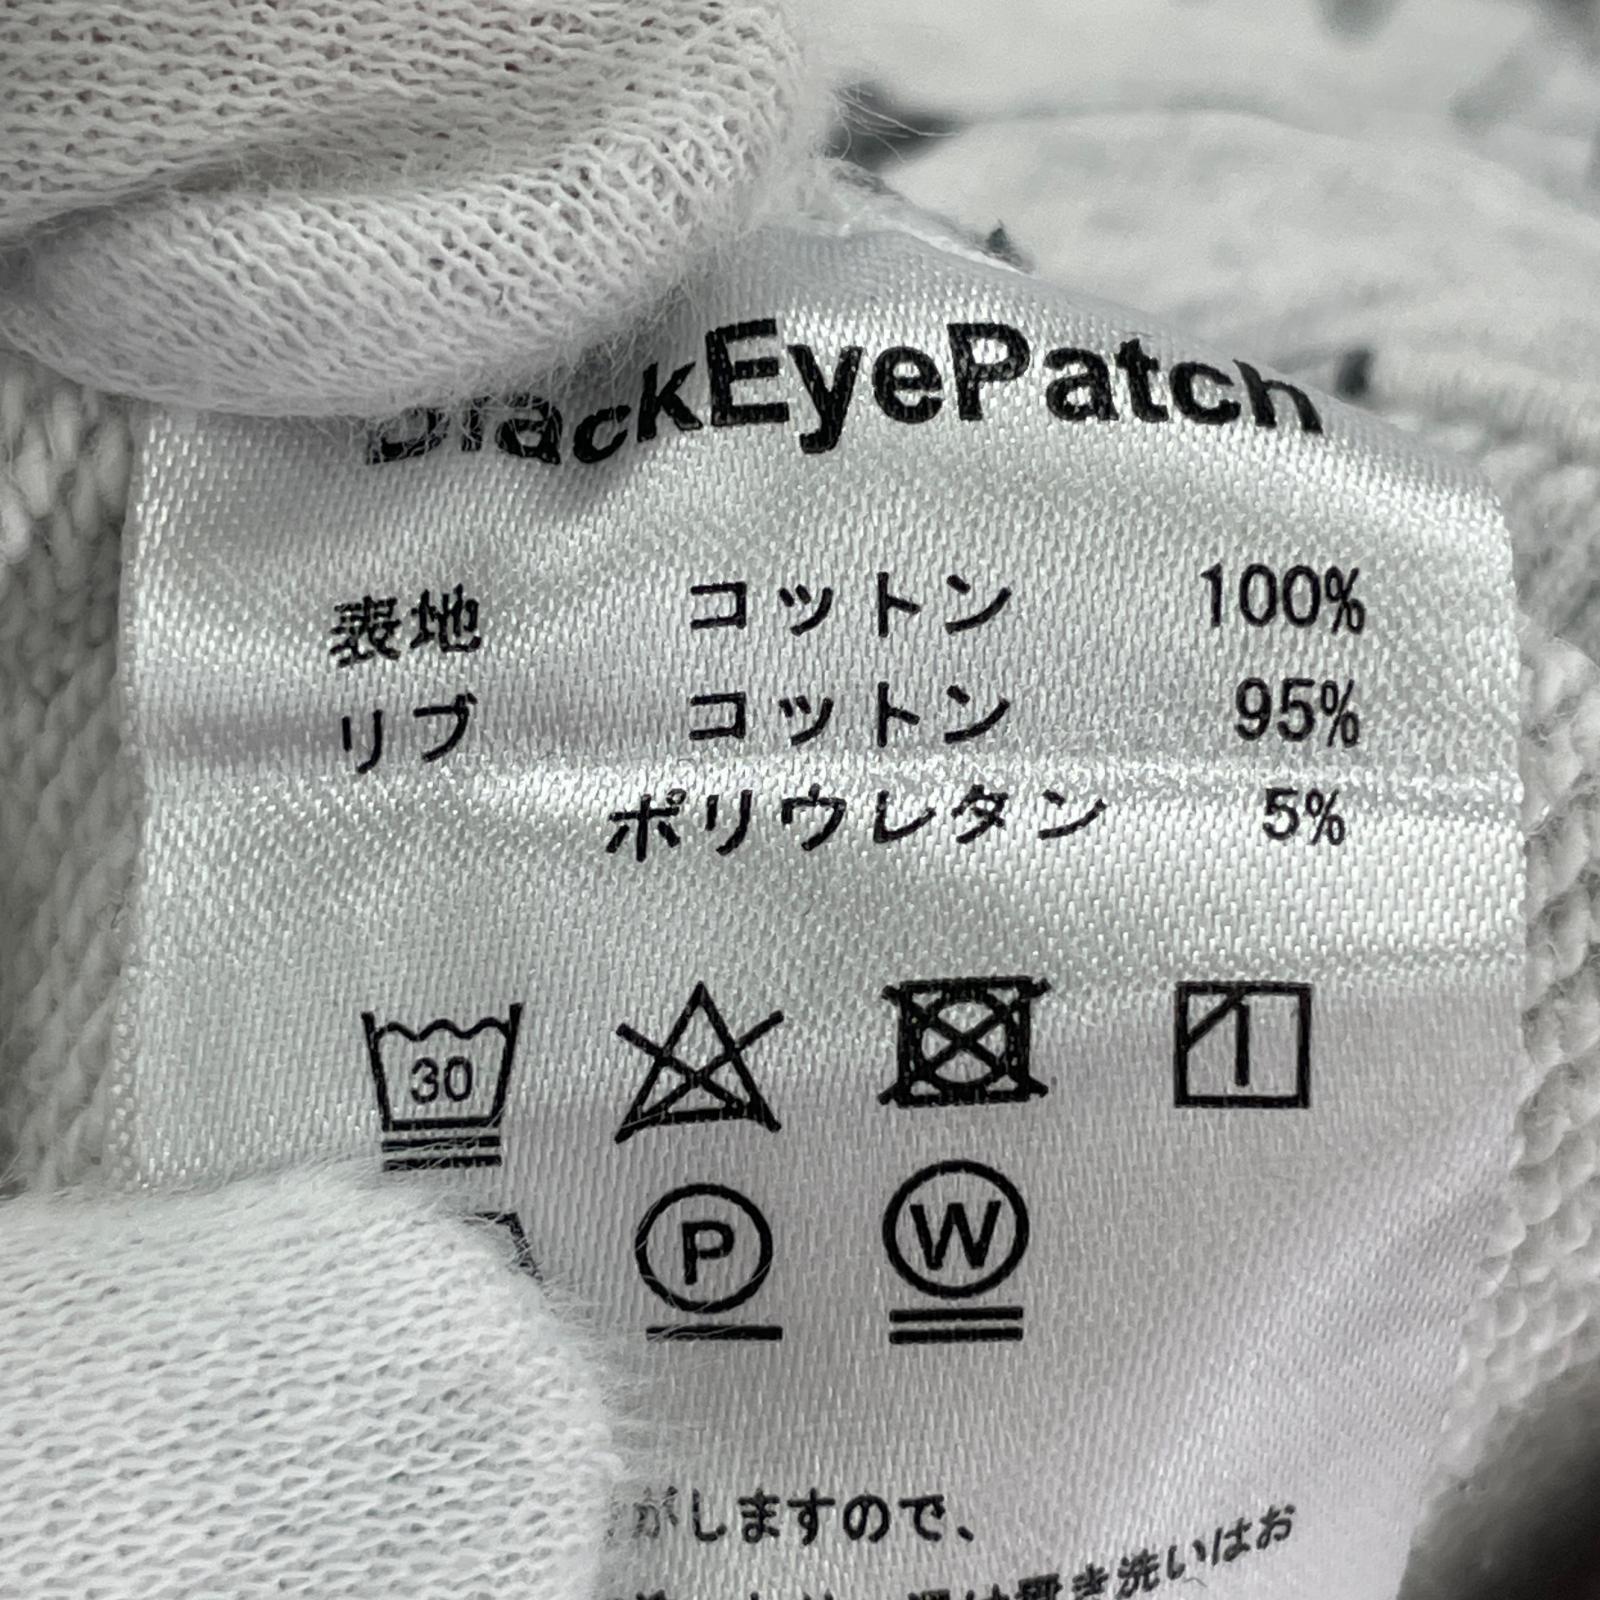 BlackEyePatch
表地 コットン 100%
リブ コットン 95%
ポリウレタン 5%
30
P
W
がしますので、
き洗いはお